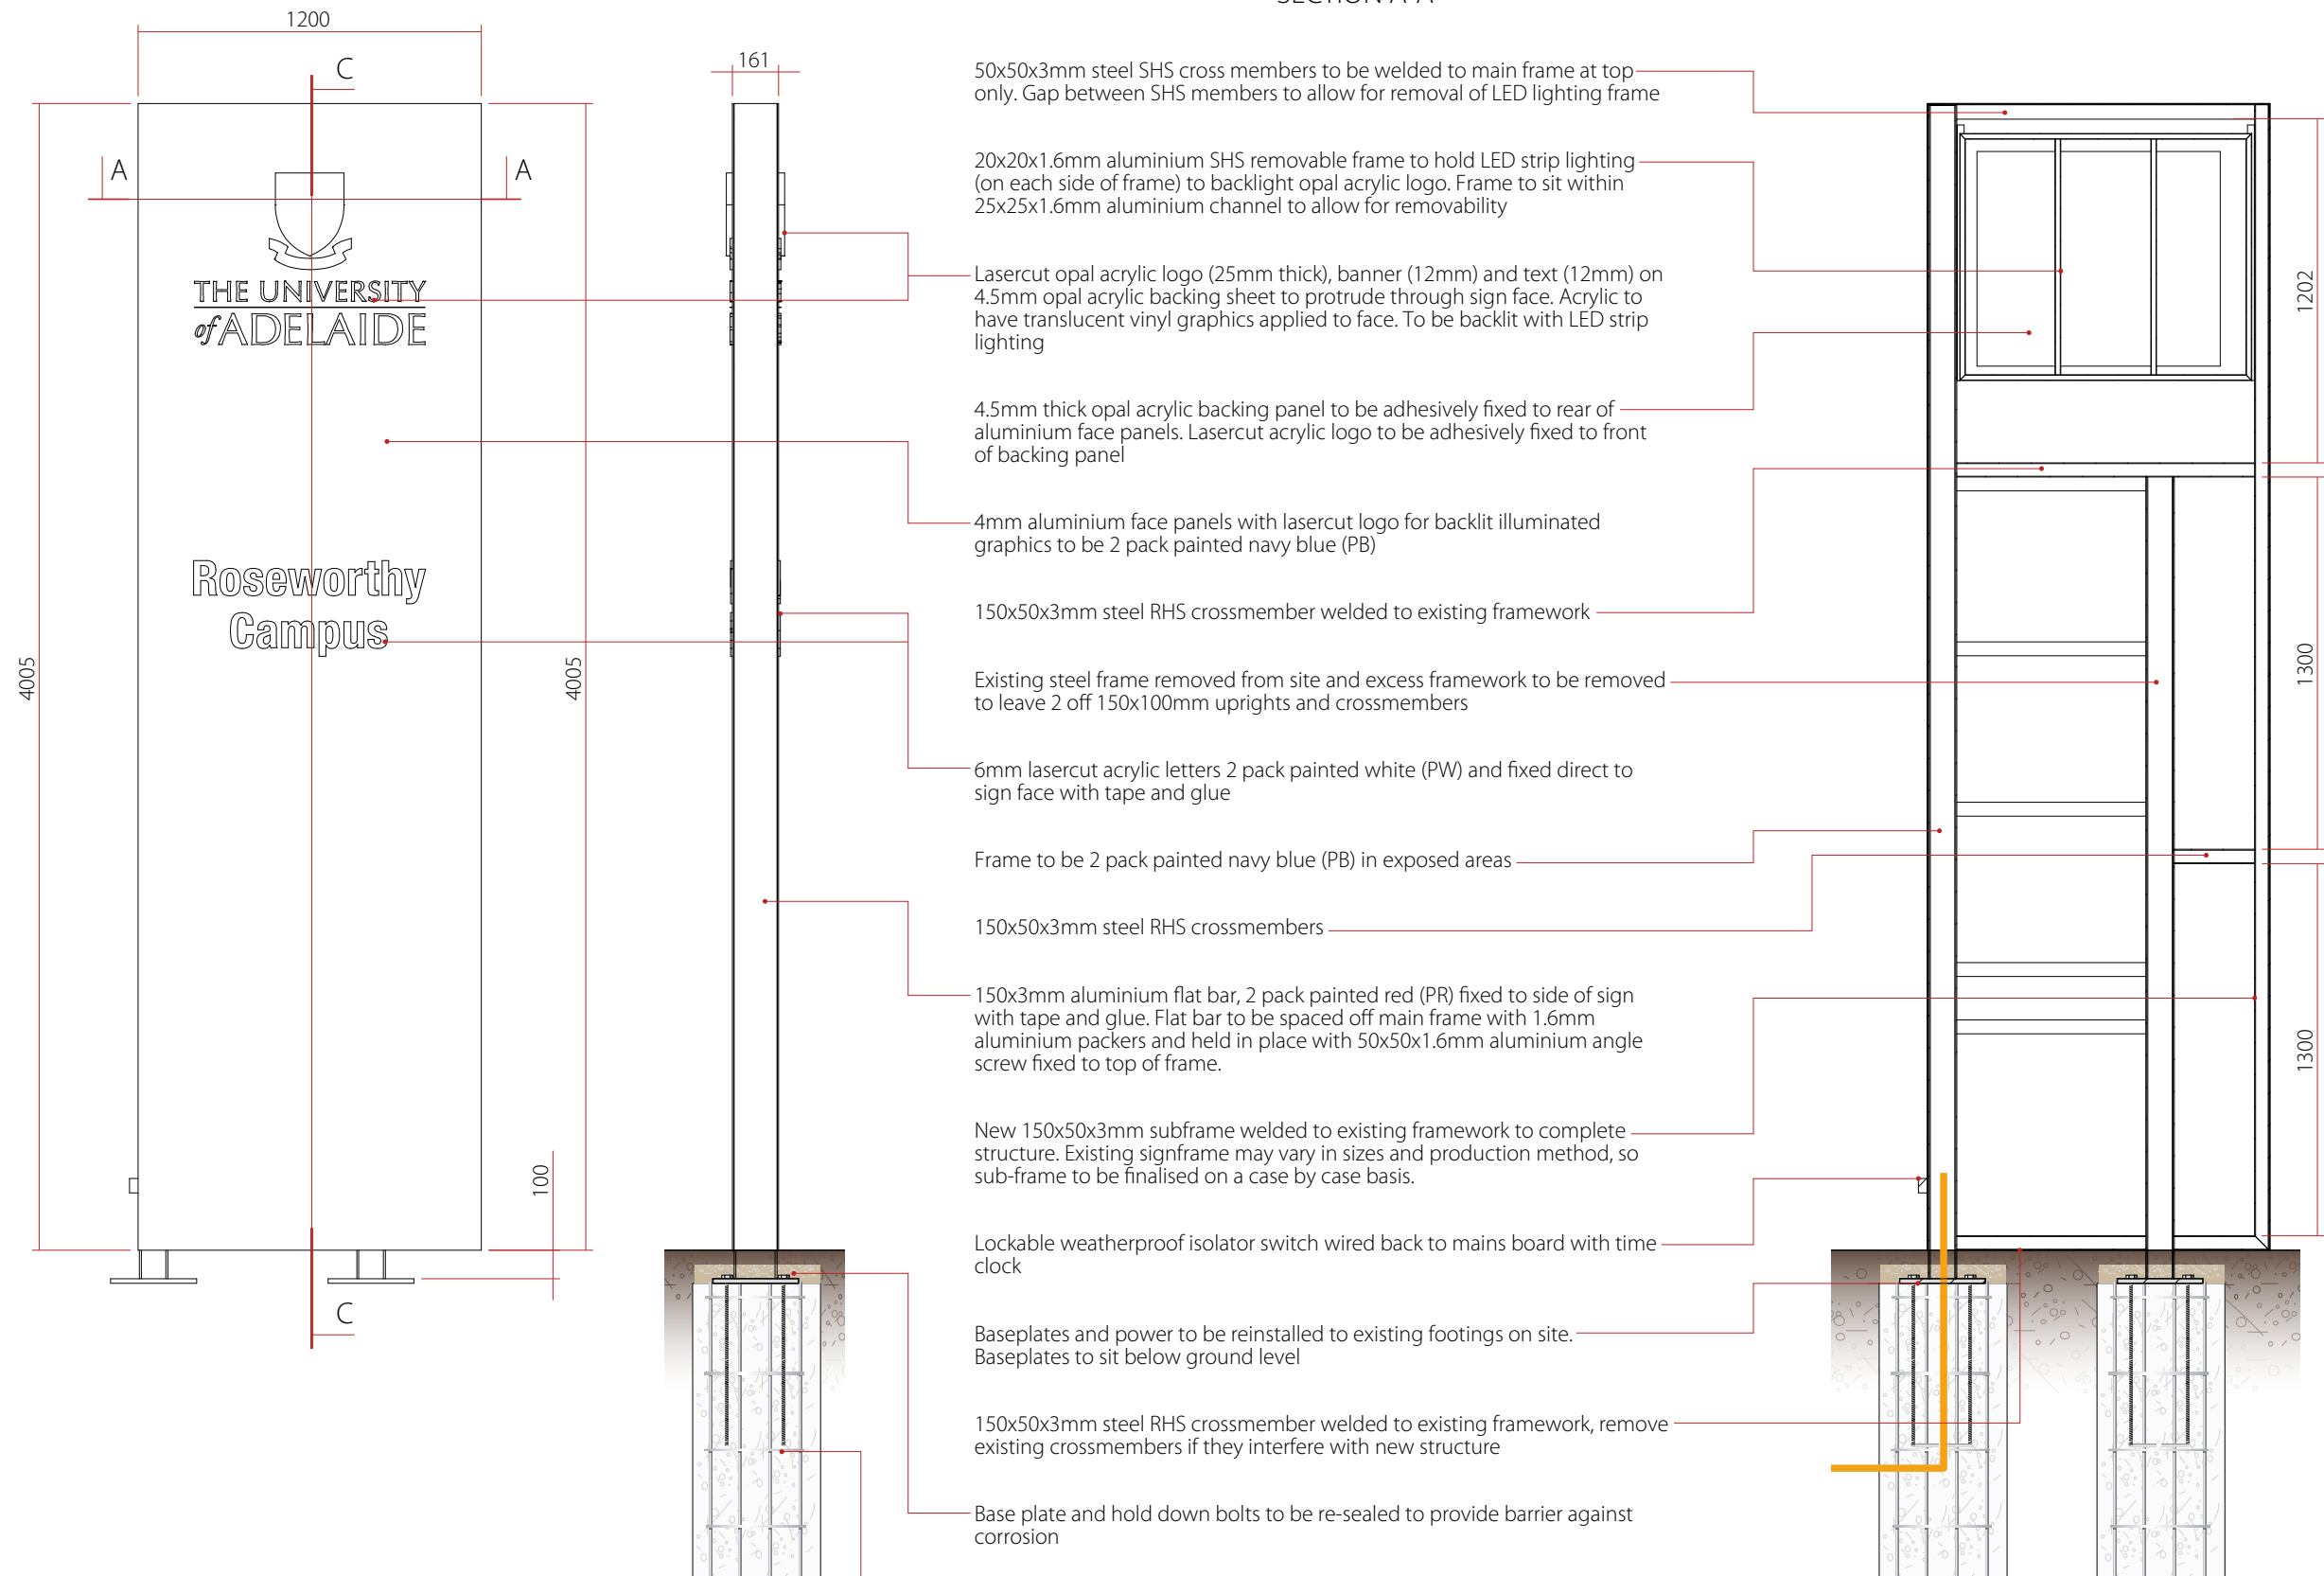 SECTION A-A
1200
161
C
A
A
THE UNIVERSITY
of ADELAIDE
Roseworthy
Campus
4005
4005
100
C
50x50x3mm steel SHS cross members to be welded to main frame at top
only. Gap between SHS members to allow for removal of LED lighting frame
20x20x1.6mm aluminium SHS removable frame to hold LED strip lighting
(on each side of frame) to backlight opal acrylic logo. Frame to sit within
25x25x1.6mm aluminium channel to allow for removability
Lasercut opal acrylic logo (25mm thick), banner (12mm) and text (12mm) on
4.5mm opal acrylic backing sheet to protrude through sign face. Acrylic to
have translucent vinyl graphics applied to face. To be backlit with LED strip
lighting
4.5mm thick opal acrylic backing panel to be adhesively fixed to rear of
aluminium face panels. Lasercut acrylic logo to be adhesively fixed to front
of backing panel
4mm aluminium face panels with lasercut logo for backlit illuminated
graphics to be 2 pack painted navy blue (PB)
150x50x3mm steel RHS crossmember welded to existing framework
Existing steel frame removed from site and excess framework to be removed
to leave 2 off 150x100mm uprights and crossmembers
6mm lasercut acrylic letters 2 pack painted white (PW) and fixed direct to
sign face with tape and glue
Frame to be 2 pack painted navy blue (PB) in exposed areas
150x50x3mm steel RHS crossmembers
150x3mm aluminium flat bar, 2 pack painted red (PR) fixed to side of sign
with tape and glue. Flat bar to be spaced off main frame with 1.6mm
aluminium packers and held in place with 50x50x1.6mm aluminium angle
screw fixed to top of frame.
New 150x50x3mm subframe welded to existing framework to complete
structure. Existing signframe may vary in sizes and production method, so
sub-frame to be finalised on a case by case basis.
Lockable weatherproof isolator switch wired back to mains board with time
clock
Baseplates and power to be reinstalled to existing footings on site.
Baseplates to sit below ground level
150x50x3mm steel RHS crossmember welded to existing framework, remove
existing crossmembers if they interfere with new structure
Base plate and hold down bolts to be re-sealed to provide barrier against
corrosion
1202
1300
1300